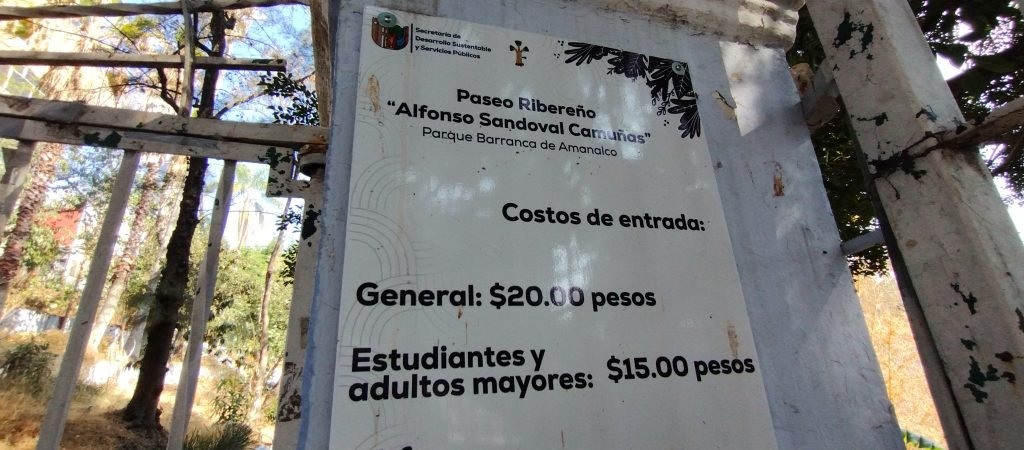 Secretaría de
Desarrollo Sustentable
y Servicios Públicos
Paseo Ribereño
“Alfonso Sandoval Camuñas”
Parque Barranca de Amanalco
Costos de entrada:
General: $20.00 pesos
Estudiantes y
adultos mayores: $15.00 pesos